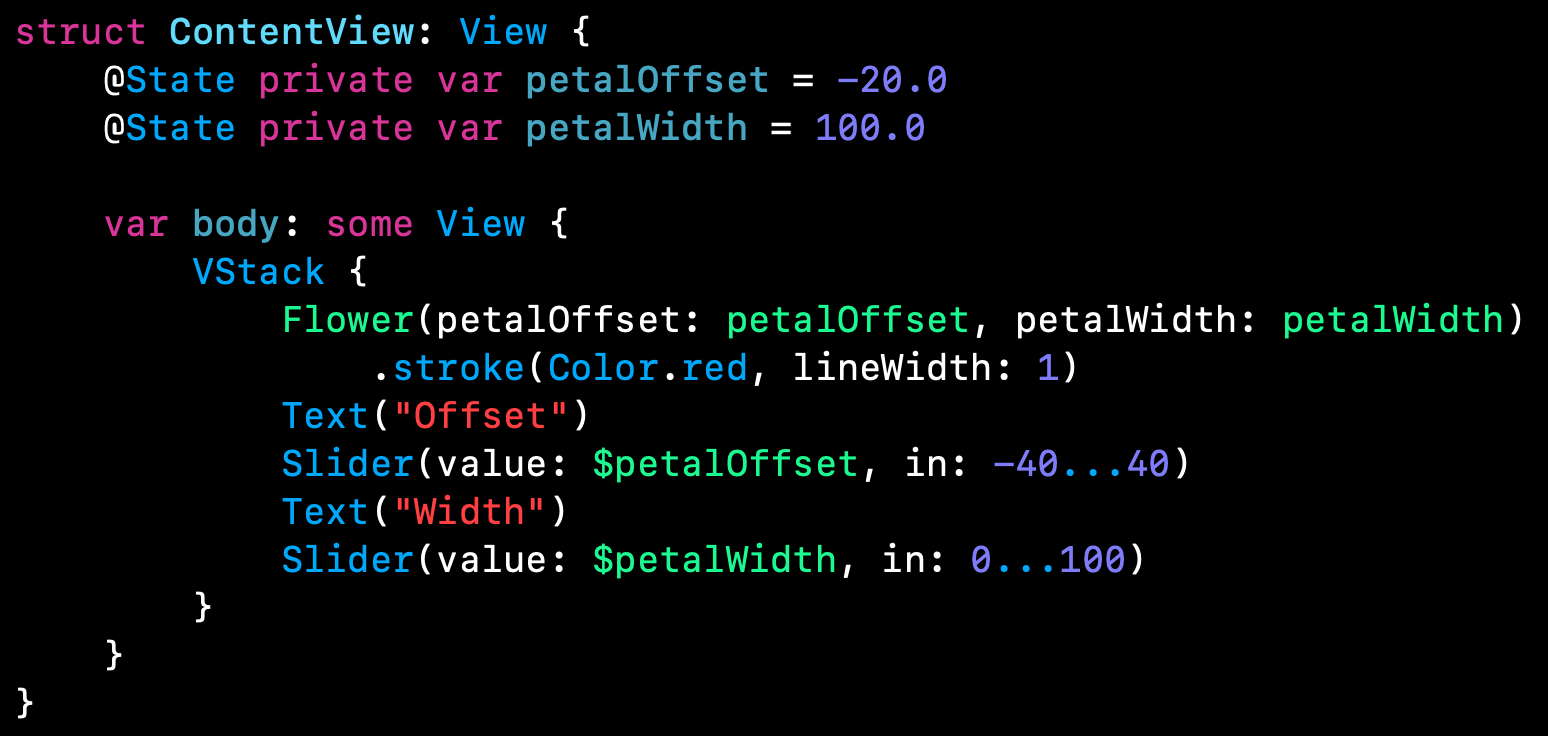 struct ContentView: View {
    @State private var petalOffset = -20.0
    @State private var petalWidth = 100.0

    var body: some View {
        VStack {
            Flower(petalOffset: petalOffset, petalWidth: petalWidth)
                .stroke(Color.red, lineWidth: 1)
            Text("Offset")
            Slider(value: $petalOffset, in: -40...40)
            Text("Width")
            Slider(value: $petalWidth, in: 0...100)
        }
    }
}